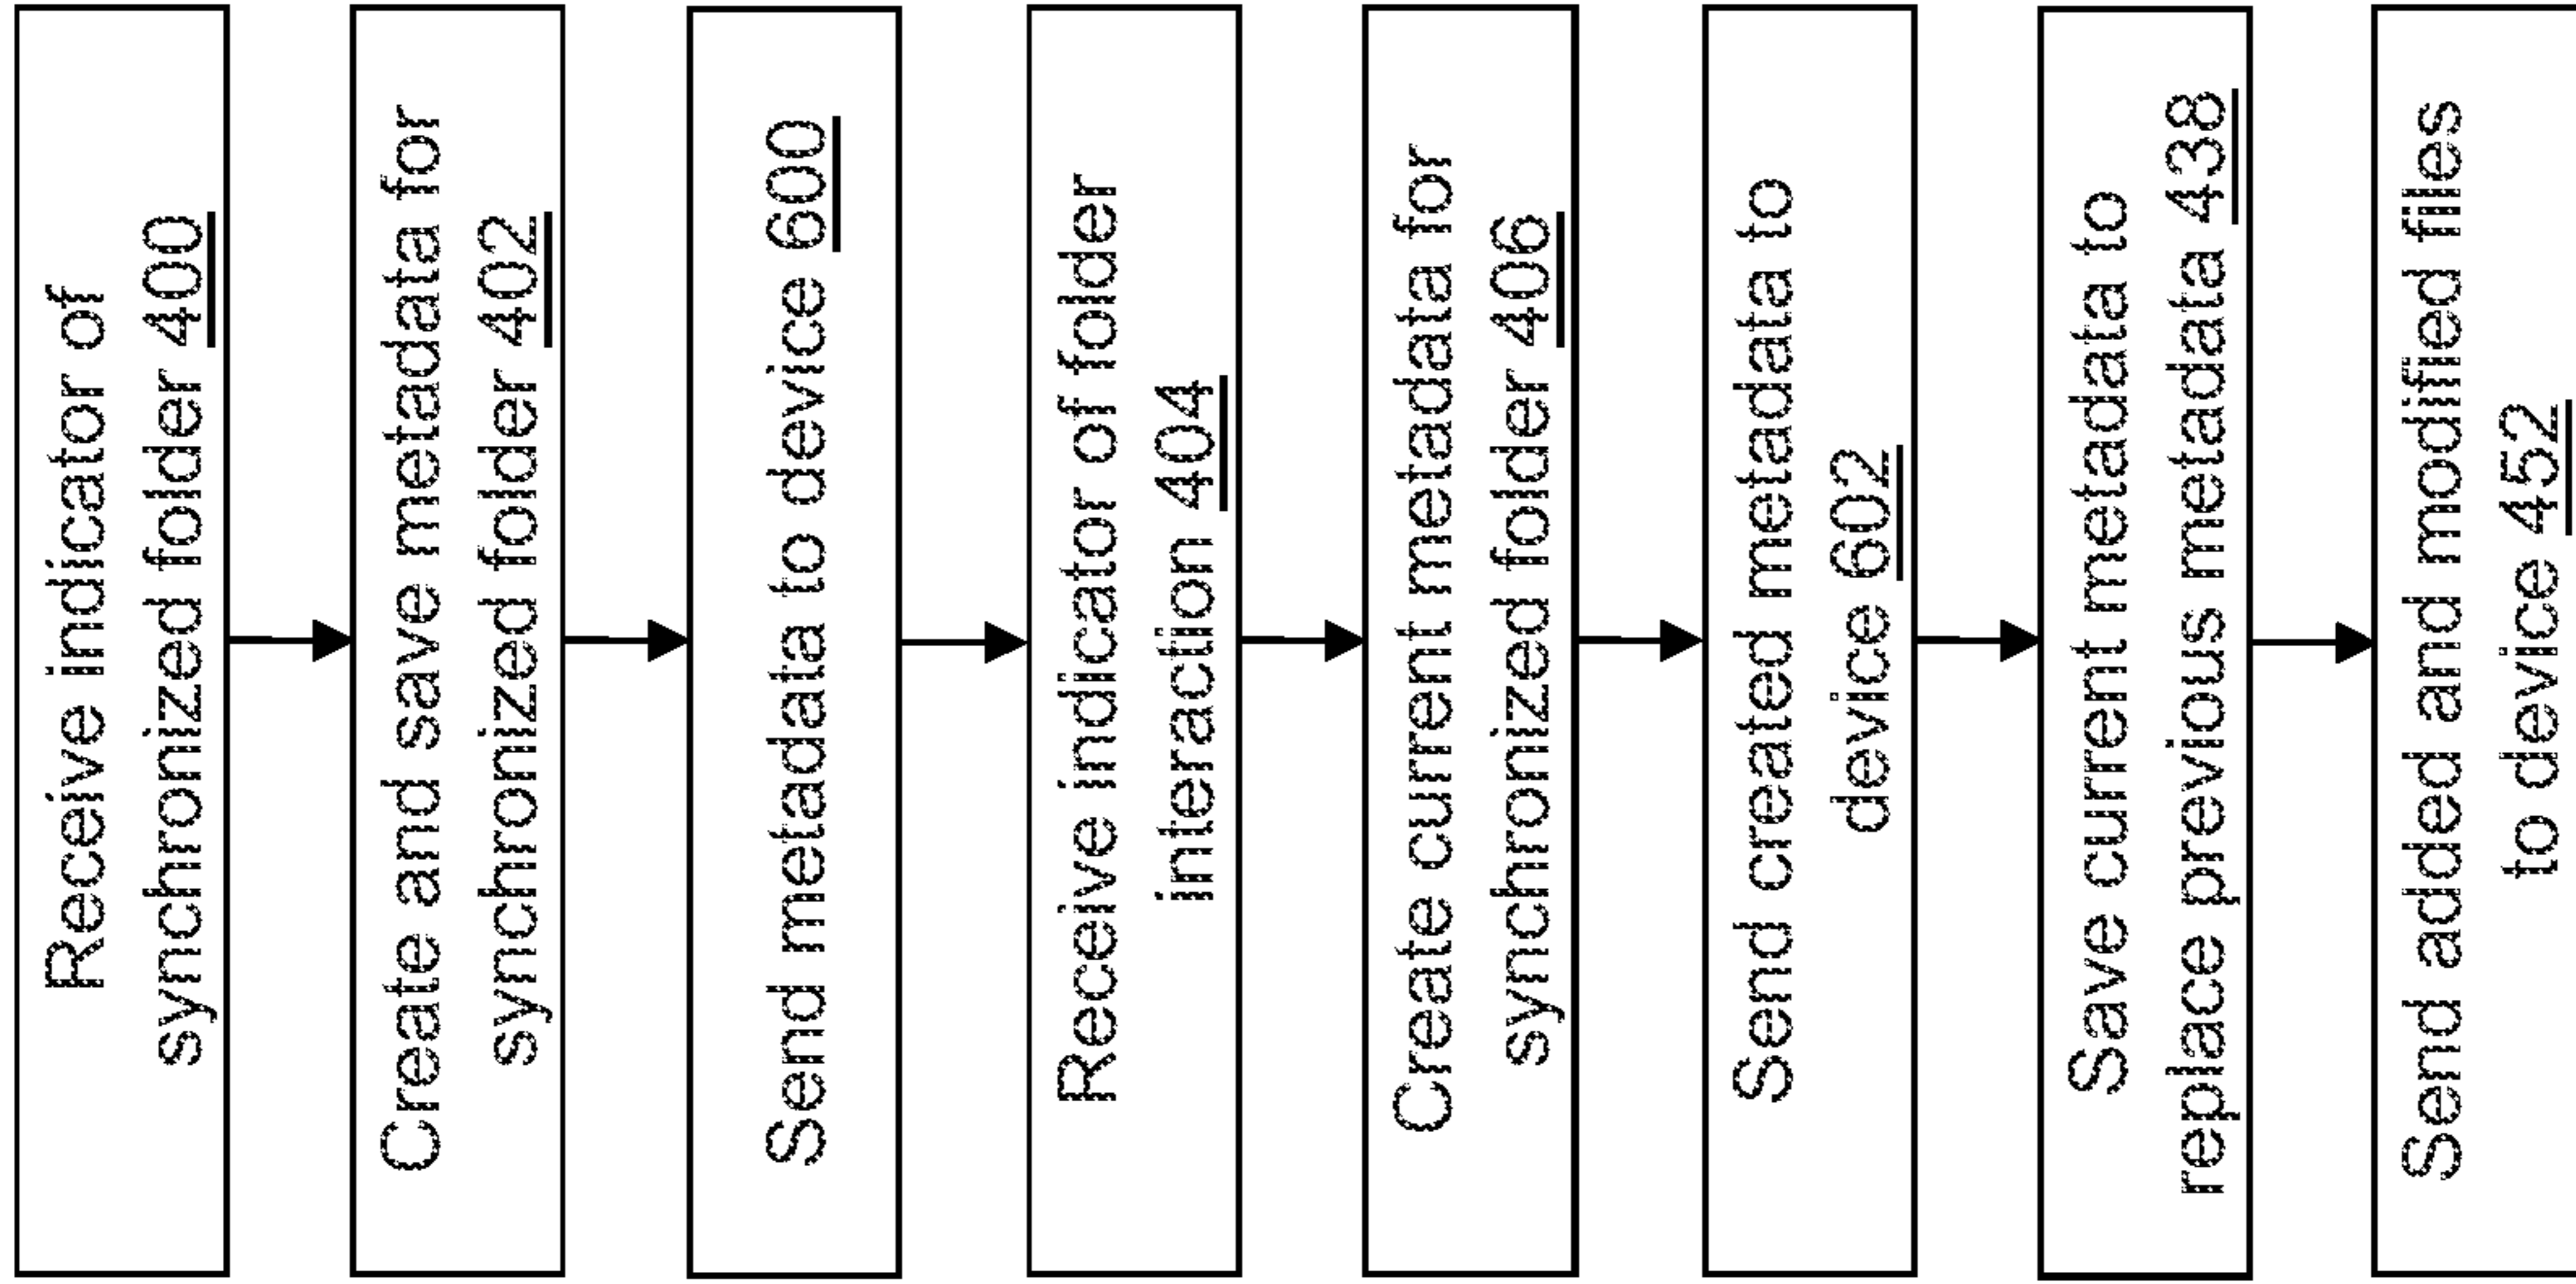 Receive indicator of
synchronized folder 400
Create and save metadata for
synchronized folder 402
Send metadata to device 600
Receive indicator of folder
interaction 404
Create current metadata for
synchronized folder 406
Send created metadata to
device 602
Save current metadata to
replace previous metadata 438
Send added and modified files
to device 452